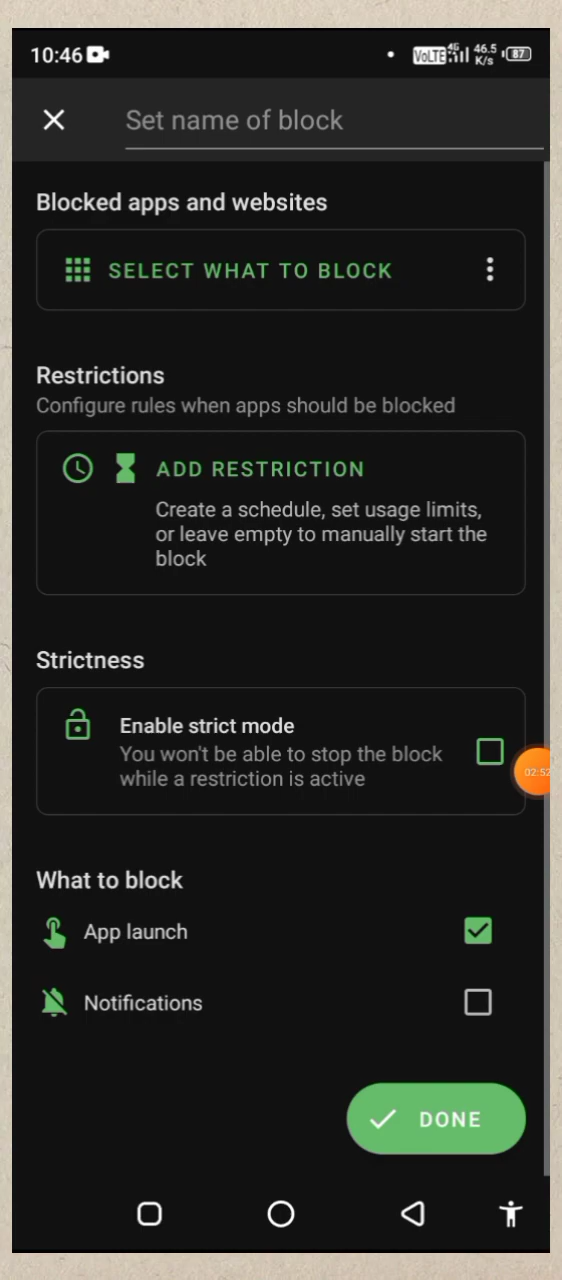 10:46
VoLTE 4G 46.5 K/s 87
Set name of block
Blocked apps and websites
SELECT WHAT TO BLOCK
Restrictions
Configure rules when apps should be blocked
ADD RESTRICTION
Create a schedule, set usage limits,
or leave empty to manually start the
block
Strictness
Enable strict mode
You won't be able to stop the block
while a restriction is active
02:52
What to block
App launch
Notifications
DONE